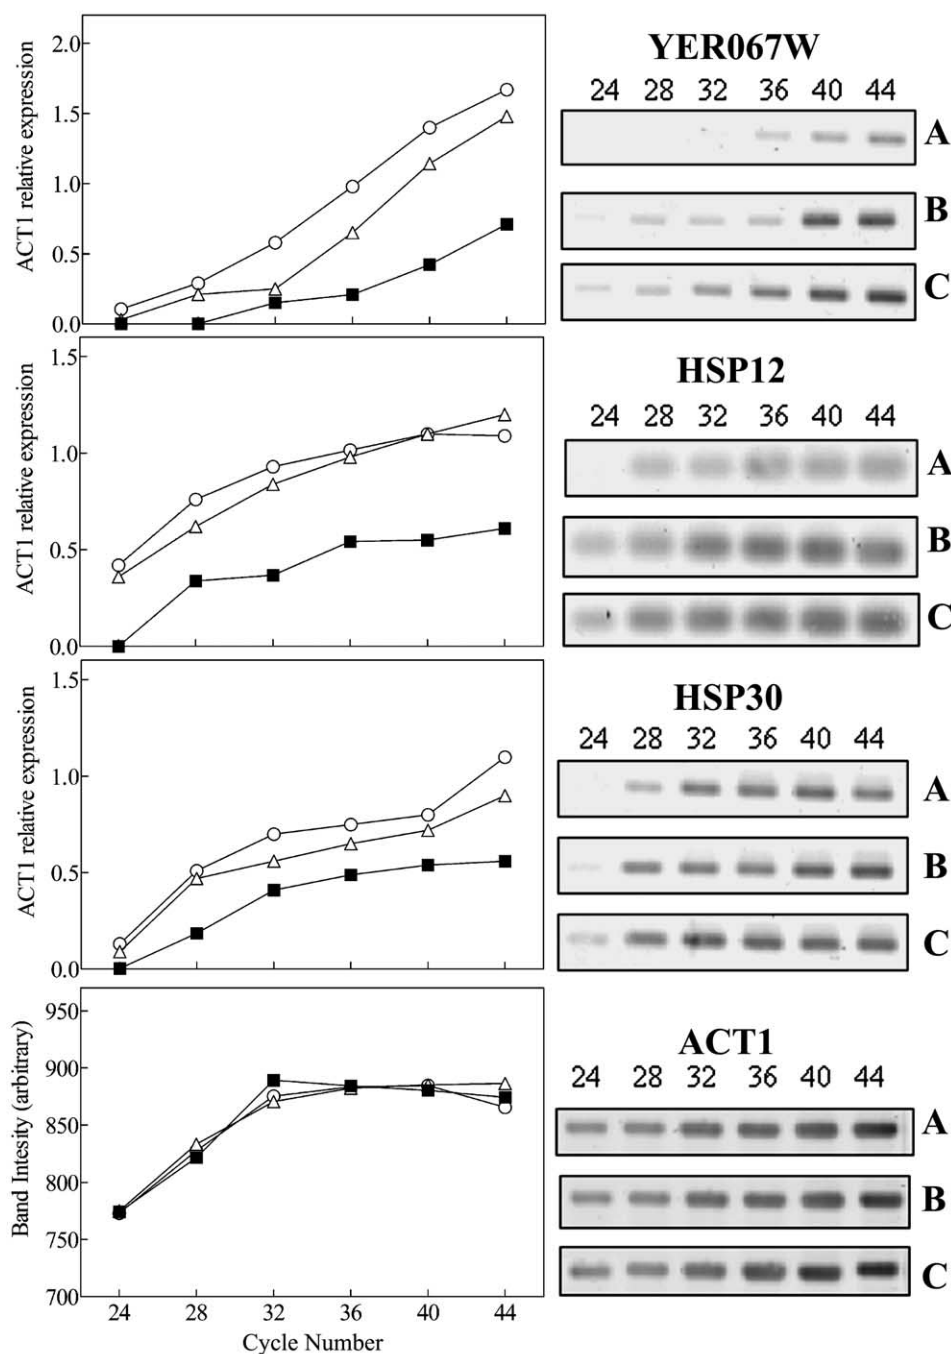 YER067W
2.0
1.5
1.0
0.5
0.0
ACT1 relative expression
24 28 32 36 40 44
A
B
C
HSP12
1.5
1.0
0.5
0.0
ACT1 relative expression
24 28 32 36 40 44
A
B
C
HSP30
1.5
1.0
0.5
0.0
ACT1 relative expression
24 28 32 36 40 44
A
B
C
ACT1
950
900
850
800
750
700
Band Intesity (arbitrary)
24 28 32 36 40 44
A
B
C
24 28 32 36 40 44
Cycle Number